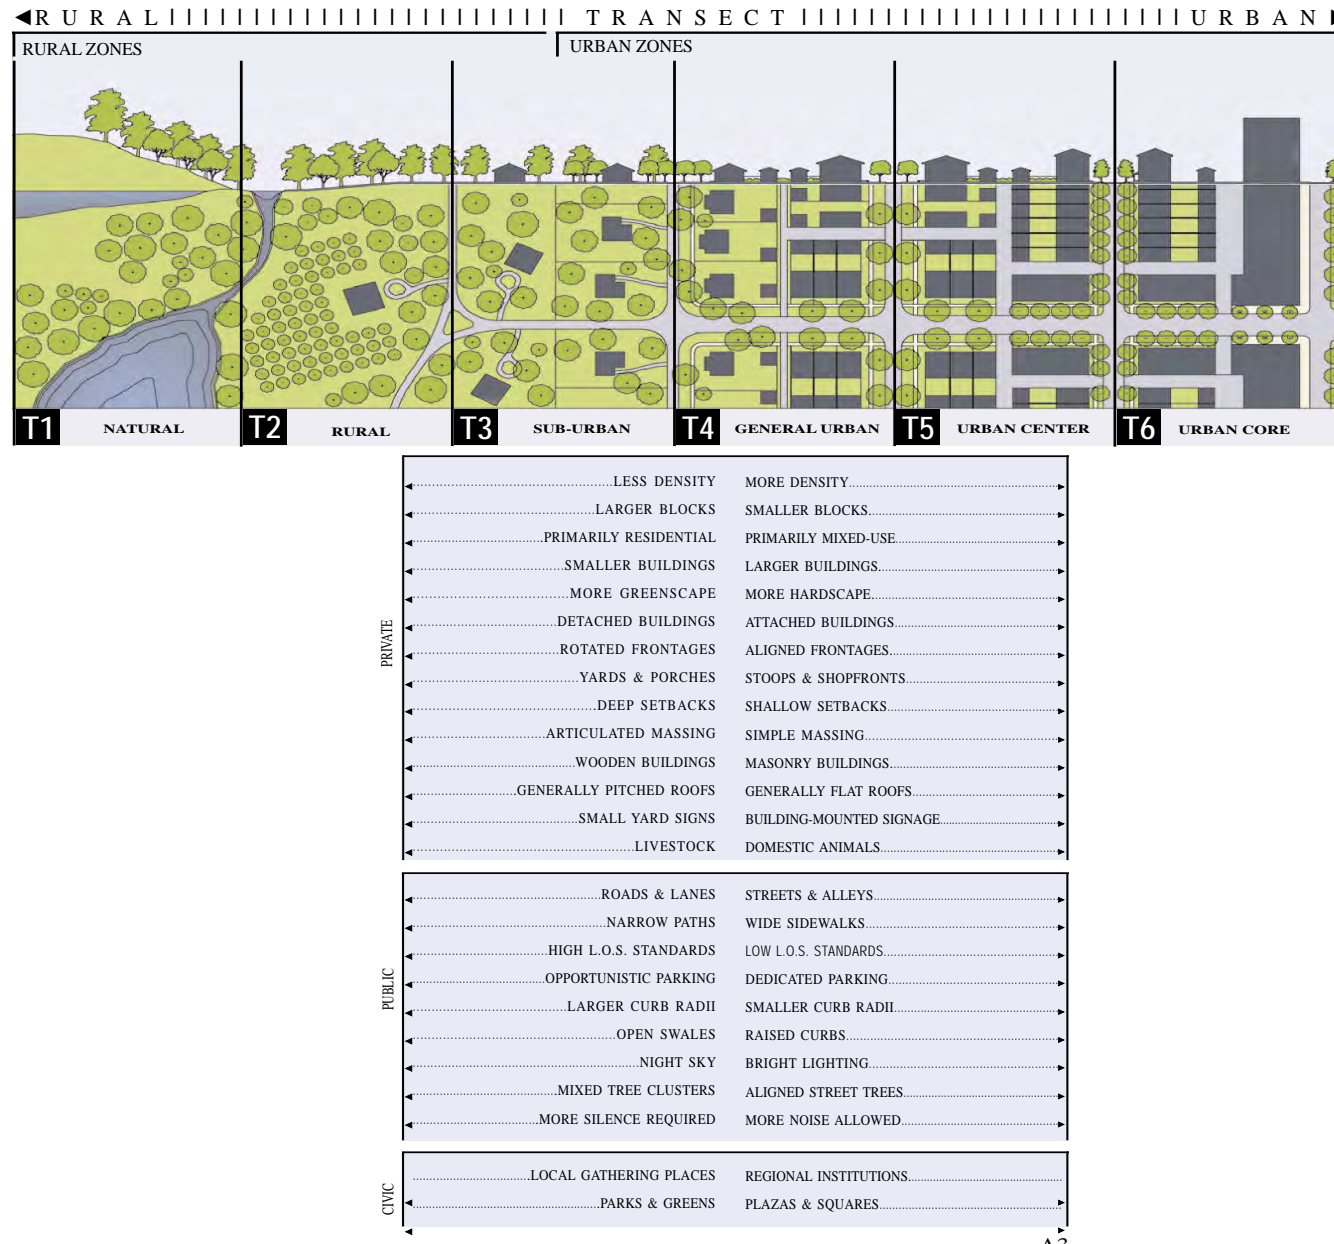 RURAL TRANSECT URBAN
RURAL ZONES
URBAN ZONES
T1 NATURAL
T2 RURAL
T3 SUB-URBAN
T4 GENERAL URBAN
T5 URBAN CENTER
T6 URBAN CORE
PRIVATE
LESS DENSITY MORE DENSITY
LARGER BLOCKS SMALLER BLOCKS
PRIMARILY RESIDENTIAL PRIMARILY MIXED-USE
SMALLER BUILDINGS LARGER BUILDINGS
MORE GREENSCAPE MORE HARDSCAPE
DETACHED BUILDINGS ATTACHED BUILDINGS
ROTATED FRONTAGES ALIGNED FRONTAGES
YARDS & PORCHES STOOPS & SHOPFRONTS
DEEP SETBACKS SHALLOW SETBACKS
ARTICULATED MASSING SIMPLE MASSING
WOODEN BUILDINGS MASONRY BUILDINGS
GENERALLY PITCHED ROOFS GENERALLY FLAT ROOFS
SMALL YARD SIGNS BUILDING-MOUNTED SIGNAGE
LIVESTOCK DOMESTIC ANIMALS
PUBLIC
ROADS & LANES STREETS & ALLEYS
NARROW PATHS WIDE SIDEWALKS
HIGH L.O.S. STANDARDS LOW L.O.S. STANDARDS
OPPORTUNISTIC PARKING DEDICATED PARKING
LARGER CURB RADII SMALLER CURB RADII
OPEN SWALES RAISED CURBS
NIGHT SKY BRIGHT LIGHTING
MIXED TREE CLUSTERS ALIGNED STREET TREES
MORE SILENCE REQUIRED MORE NOISE ALLOWED
CIVIC
LOCAL GATHERING PLACES REGIONAL INSTITUTIONS
PARKS & GREENS PLAZAS & SQUARES